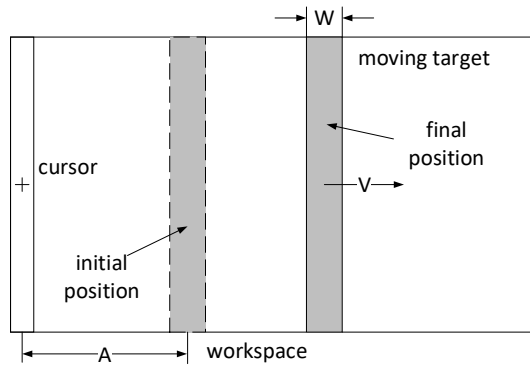 W
moving target
final
position
cursor
V
initial
position
A
workspace